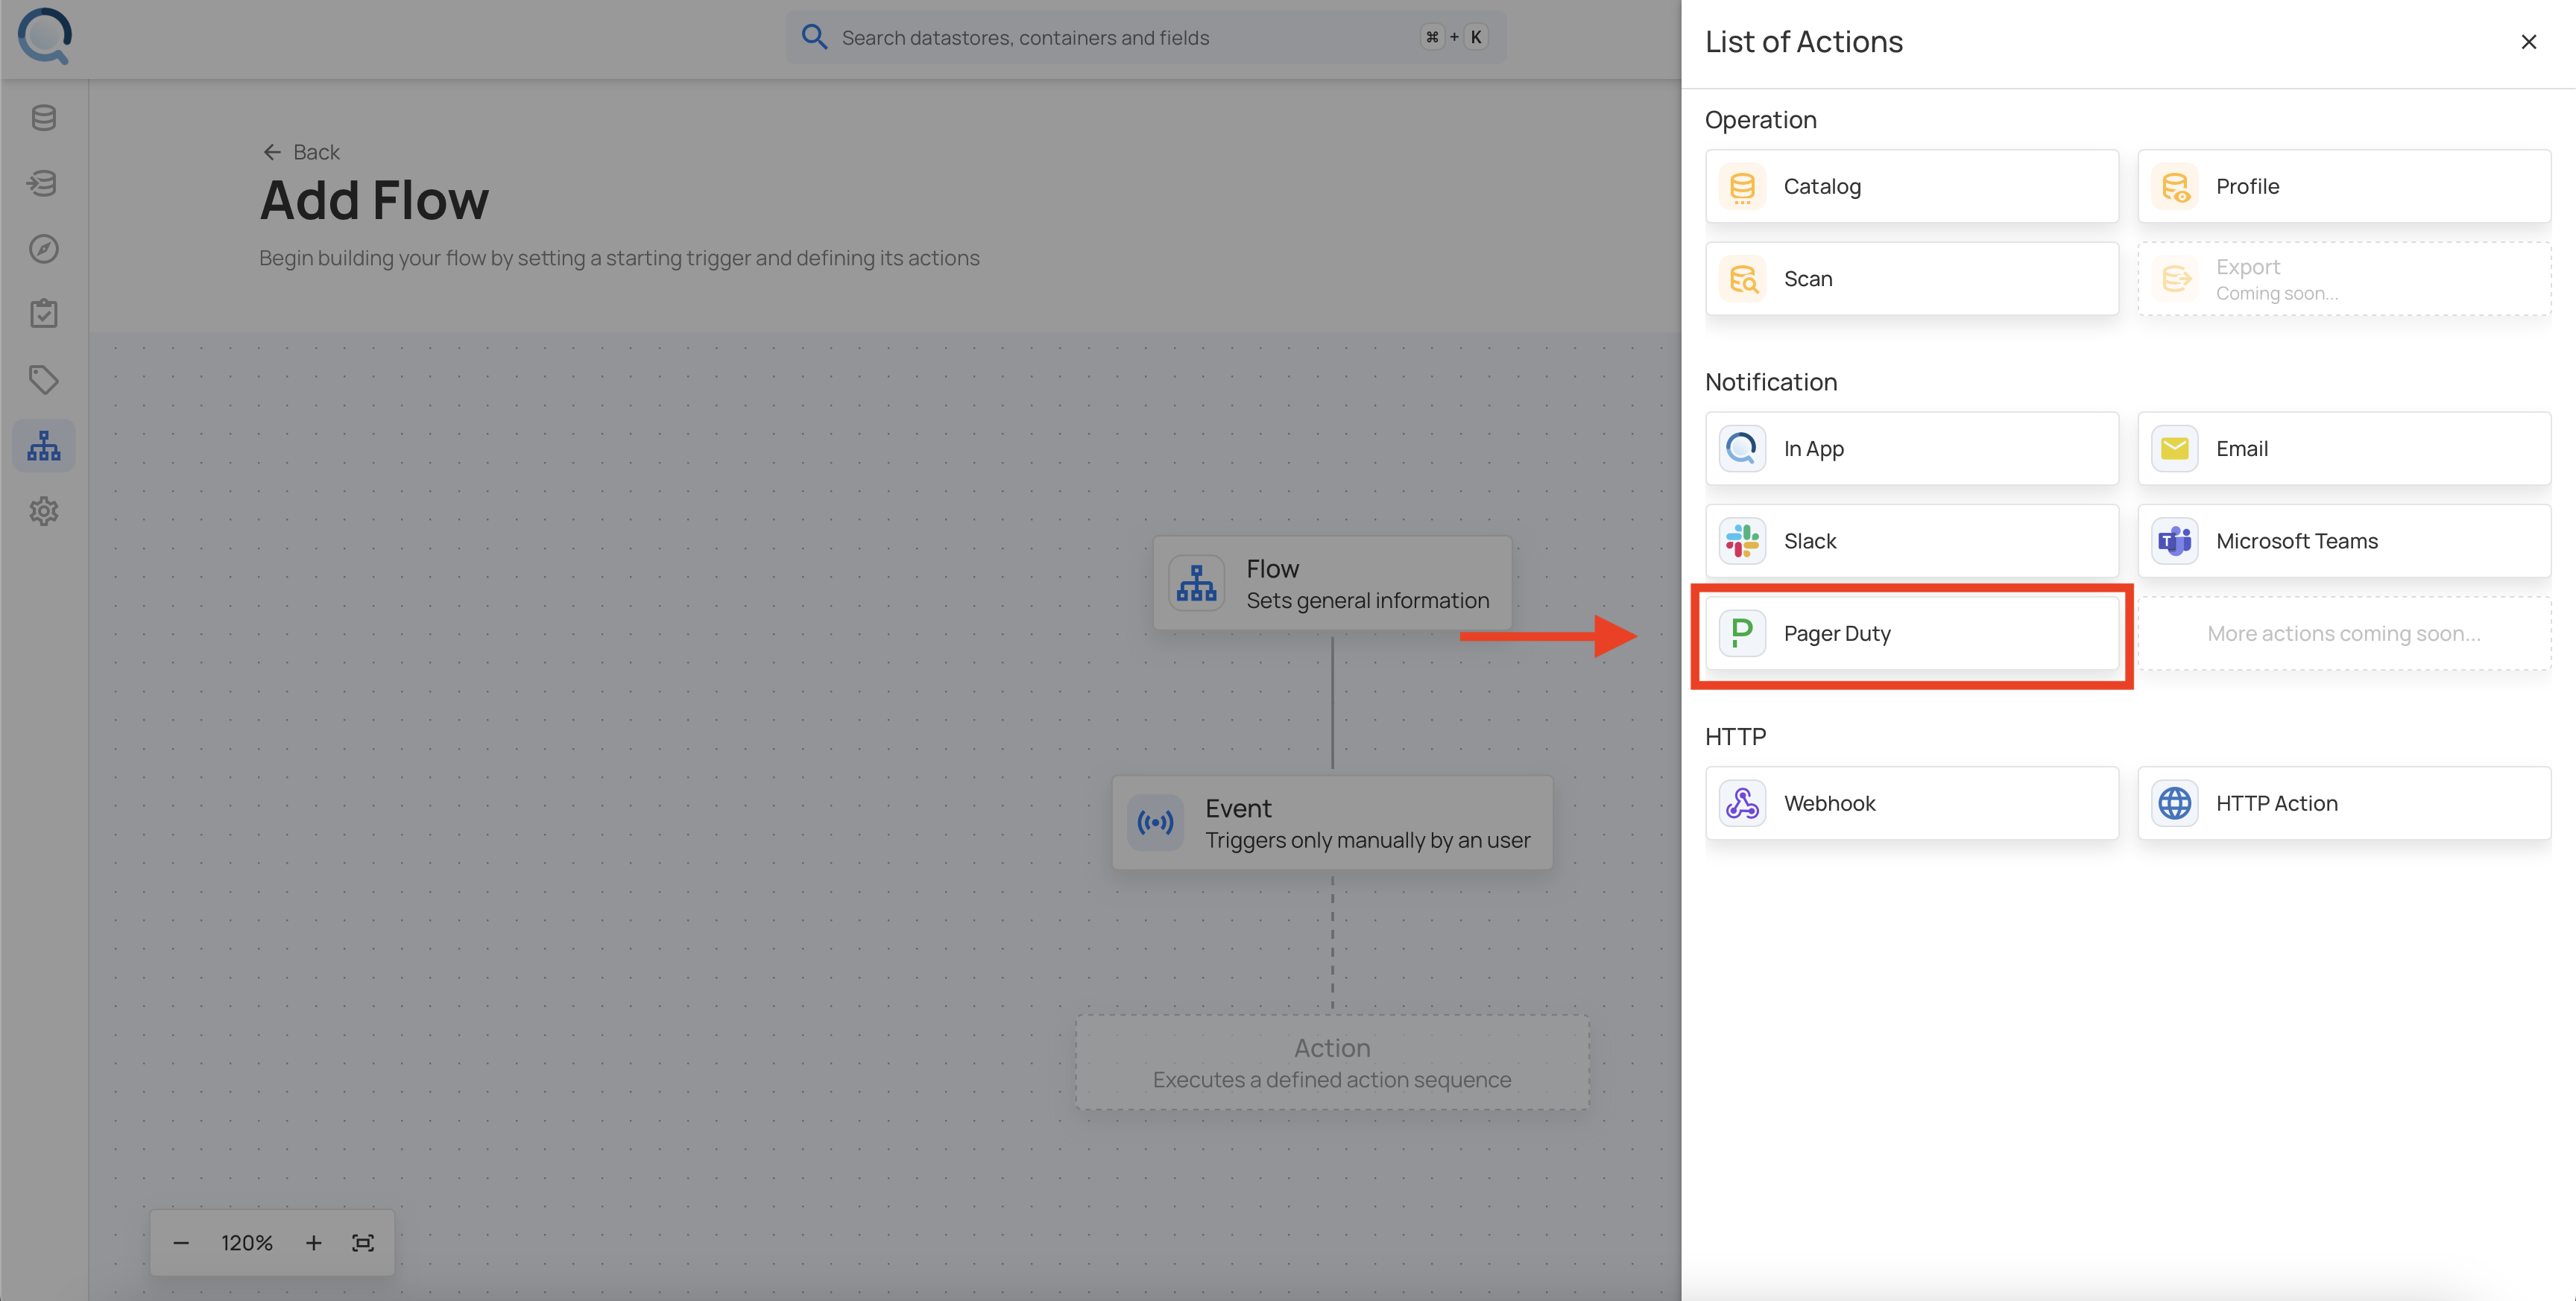 Search datastores, containers and fields
⌘ + K
Back
Add Flow
Begin building your flow by setting a starting trigger and defining its actions
Flow
Sets general information
Event
Triggers only manually by an user
Action
Executes a defined action sequence
120%
List of Actions
Operation
Catalog
Profile
Scan
Export
Coming soon...
Notification
In App
Email
Slack
Microsoft Teams
Pager Duty
More actions coming soon...
HTTP
Webhook
HTTP Action